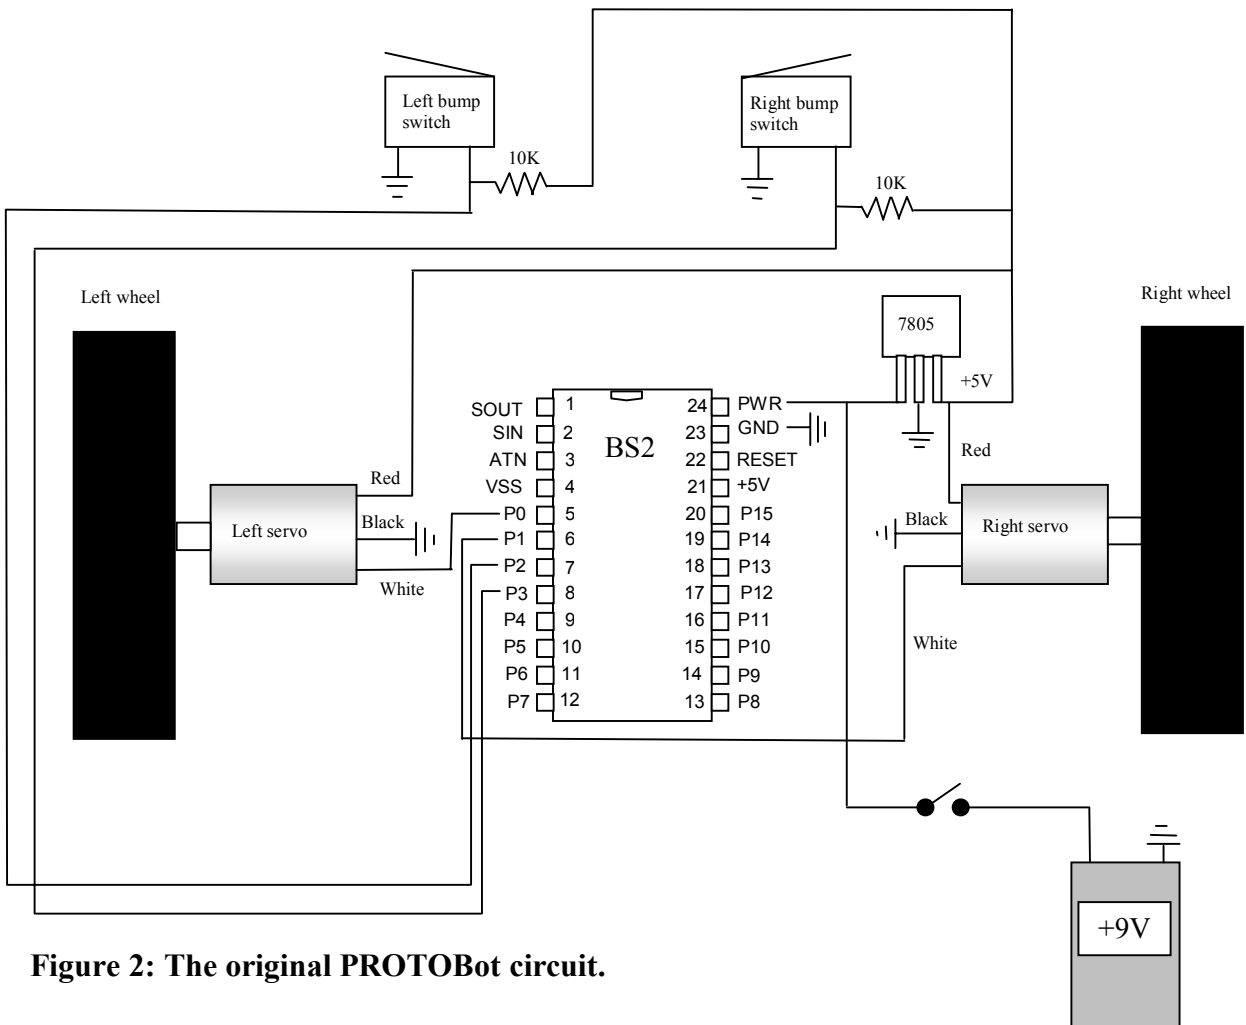 Left bump
switch
Right bump
switch
10K
10K
Left wheel
Right wheel
7805
+5V
SOUT 1
SIN 2
ATN 3
VSS 4
P0 5
P1 6
P2 7
P3 8
P4 9
P5 10
P6 11
P7 12
BS2
24 PWR
23 GND
22 RESET
21 +5V
20 P15
19 P14
18 P13
17 P12
16 P11
15 P10
14 P9
13 P8
Red
Black
White
Left servo
Red
Black
White
Right servo
+9V
Figure 2: The original PROTOBot circuit.